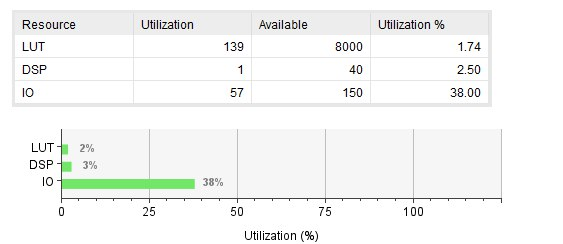 Resource Utilization Available Utilization %
LUT 139 8000 1.74
DSP 1 40 2.50
IO 57 150 38.00
LUT 2%
DSP 3%
IO 38%
0 25 50 75 100
Utilization (%)